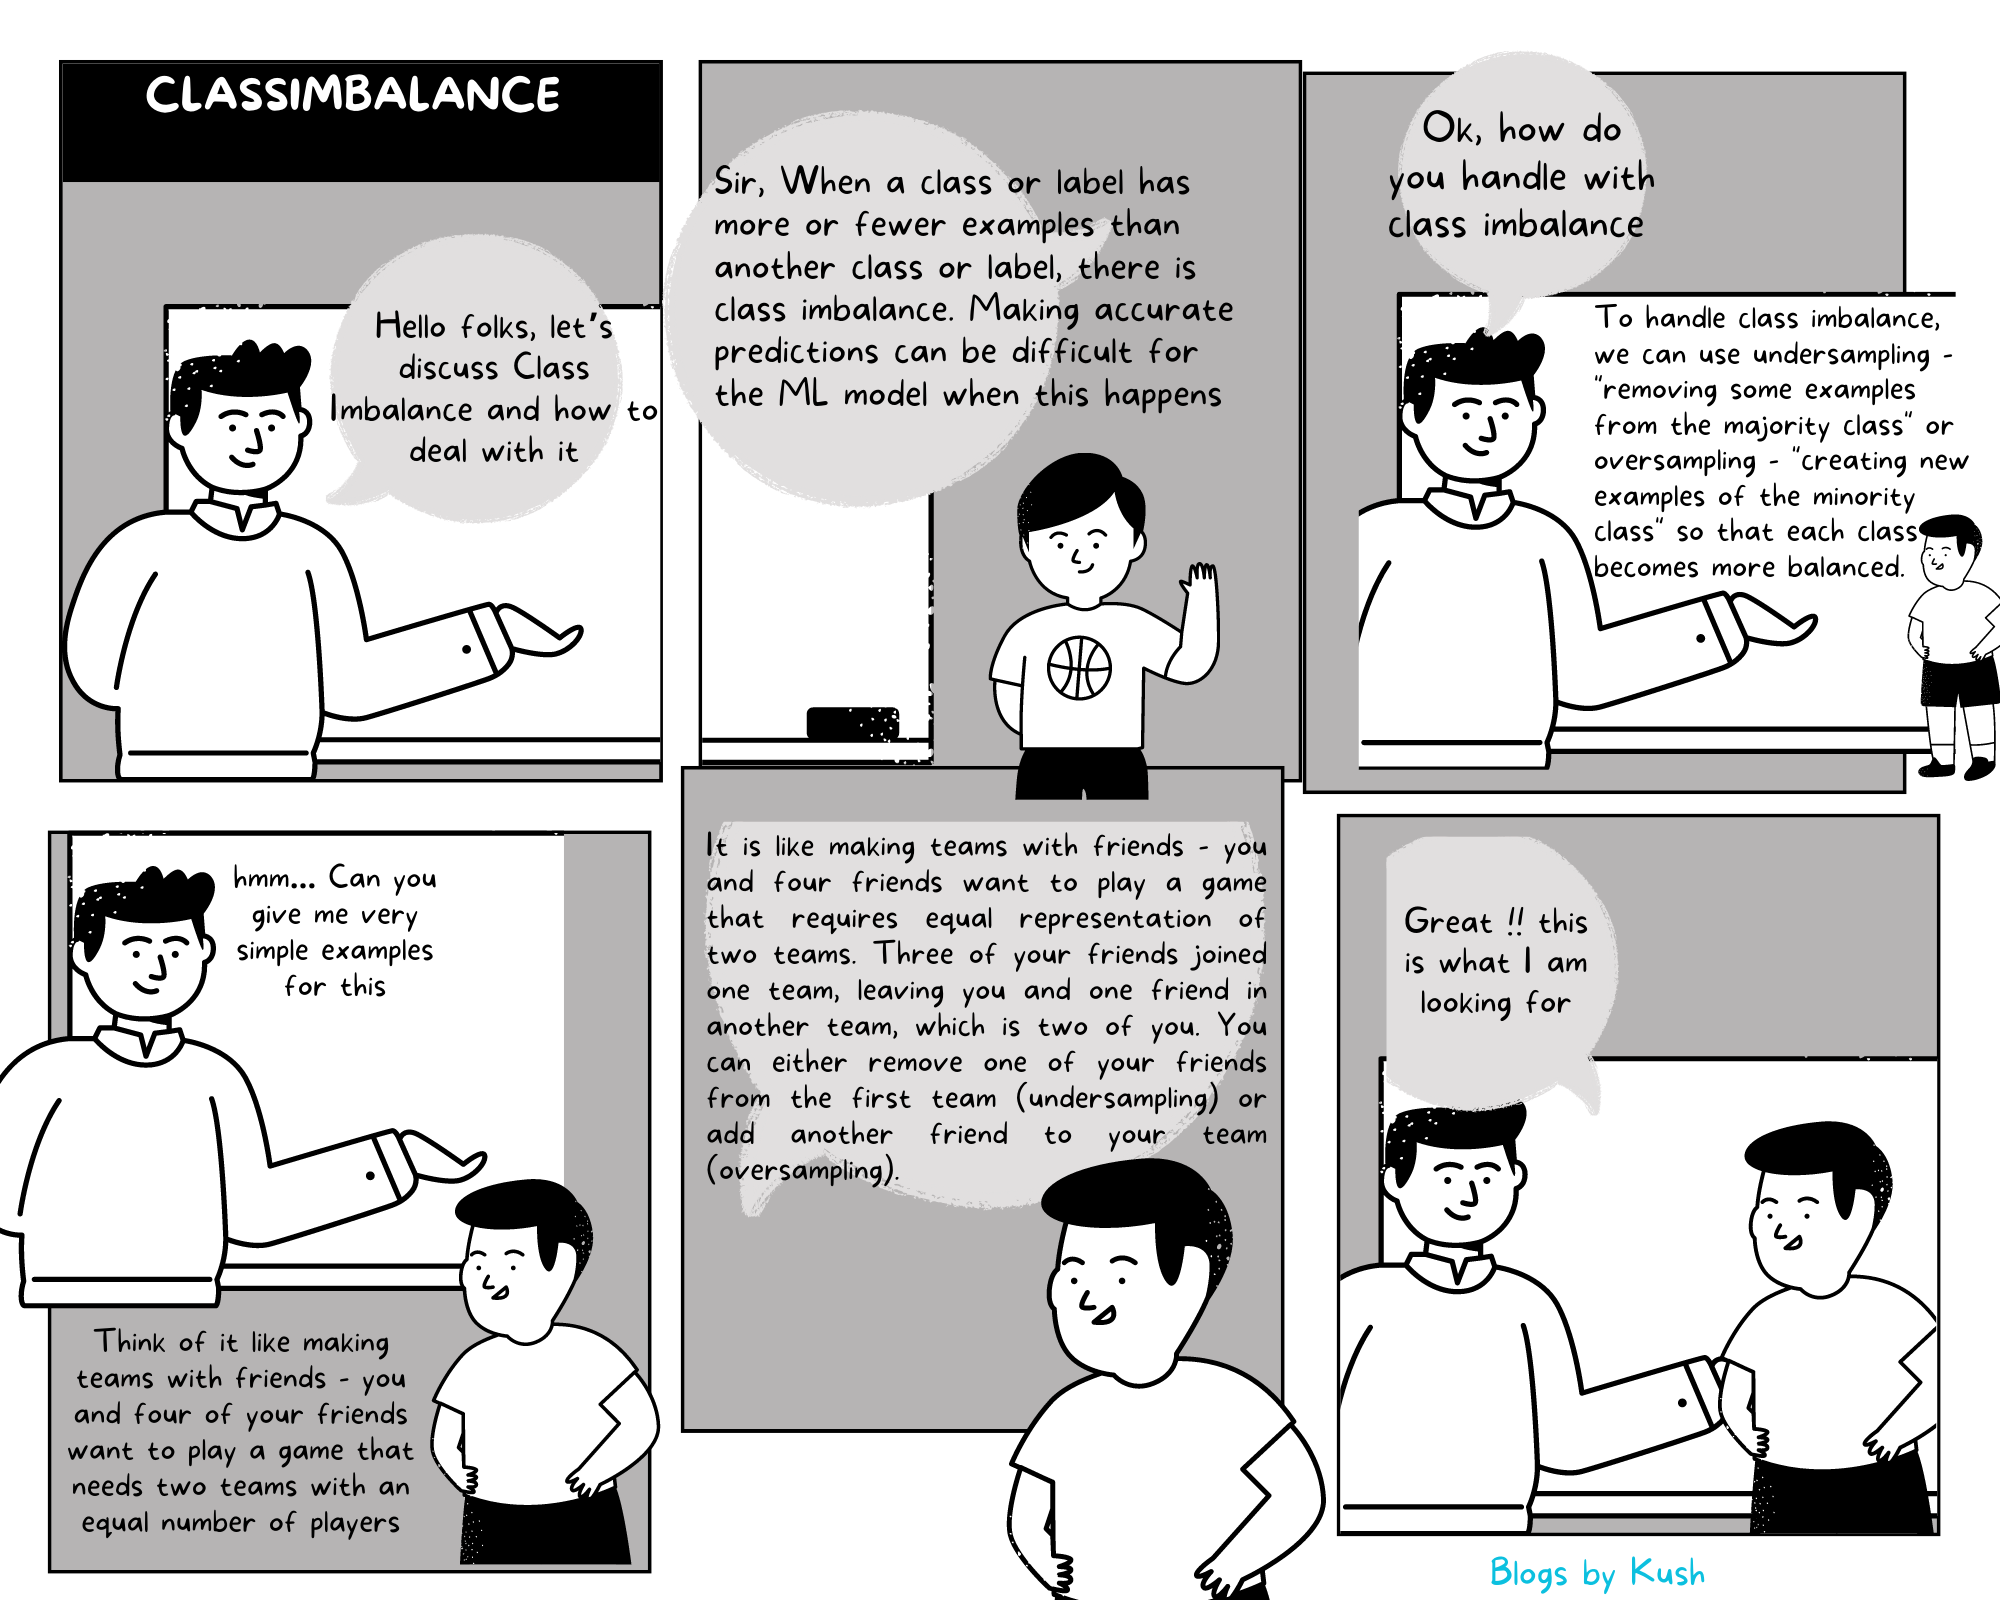 CLASSIMBALANCE
Hello folks, let's
discuss Class
Imbalance and how to
deal with it
Sir, When a class or label has
more or fewer examples than
another class or label, there is
class imbalance. Making accurate
predictions can be difficult for
the ML model when this happens
Ok, how do
you handle with
class imbalance
To handle class imbalance,
we can use undersampling -
"removing some examples
from the majority class" or
oversampling - "creating new
examples of the minority
class" so that each class
becomes more balanced.
hmm... Can you
give me very
simple examples
for this
Think of it like making
teams with friends - you
and four of your friends
want to play a game that
needs two teams with an
equal number of players
It is like making teams with friends - you
and four friends want to play a game
that requires equal representation of
two teams. Three of your friends joined
one team, leaving you and one friend in
another team, which is two of you. You
can either remove one of your friends
from the first team (undersampling) or
add another friend to your team
(oversampling).
Great !! this
is what I am
looking for
Blogs by Kush